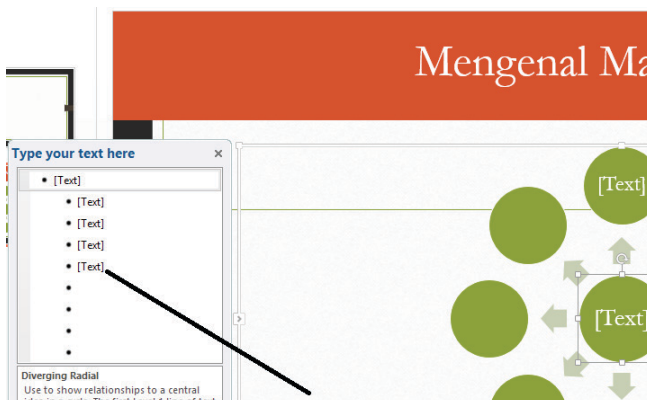 Mengenal Ma
Type your text here ×
• [Text]
• [Text]
• [Text]
• [Text]
• [Text]
•
•
•
•
Diverging Radial
Use to show relationships to a central
[Text]
[Text]